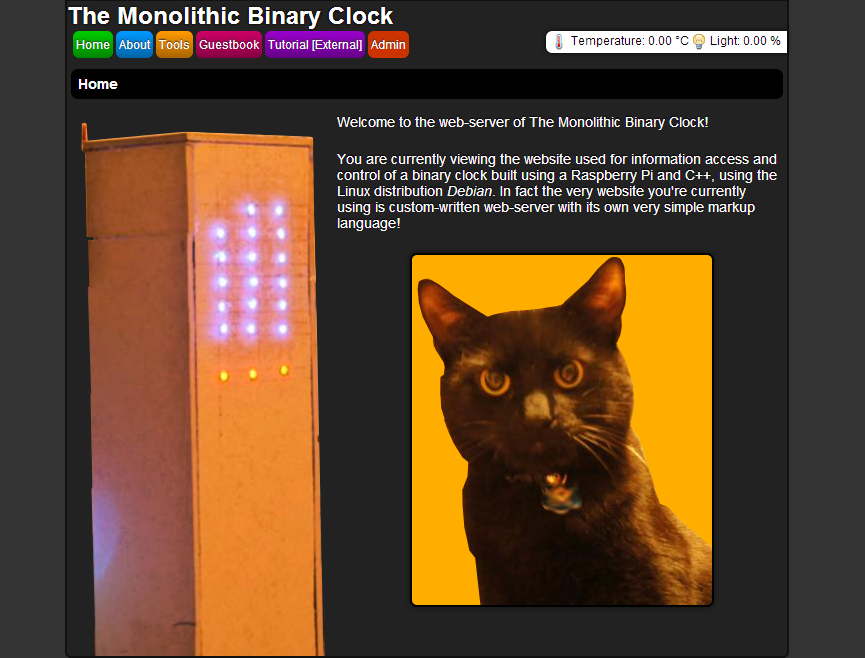 The Monolithic Binary Clock
Home About Tools Guestbook Tutorial [External] Admin
Temperature: 0.00 °C Light: 0.00 %
Home
Welcome to the web-server of The Monolithic Binary Clock!
You are currently viewing the website used for information access and
control of a binary clock built using a Raspberry Pi and C++, using the
Linux distribution Debian. In fact the very website you're currently
using is custom-written web-server with its own very simple markup
language!